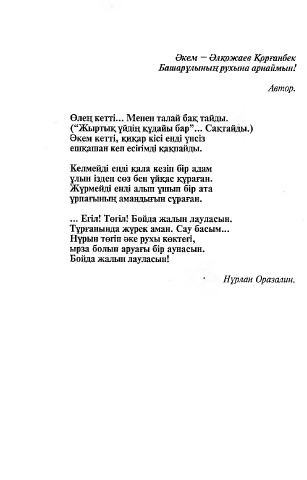 Әкем – Әлқожаев Қорғанбек
Башарұлының рухына арнаймын!
Автор.
Өлең кетті... Менен талай бақ тайды.
("Жыртық үйдің құдайы бар"... Сақтайды.)
Әкем кетті, қиқар кісі енді үнсіз
ешқашан кеп есігімді қақпайды.
Келмейді енді қала кезіп бір адам
ұлын іздеп сөз бен ұйқас құраған.
Жүрмейді енді алып ұшып бір ата
ұрпағының амандығын сұраған.
... Егіл! Төгіл! Бойда жалын лауласын.
Тұрғанында жүрек аман. Сау басым...
Нұрын төгіп әке рухы көктегі,
ырза болып аруағы бір аунасын.
Бойда жалын лауласын!
Нұрлан Оразалин.